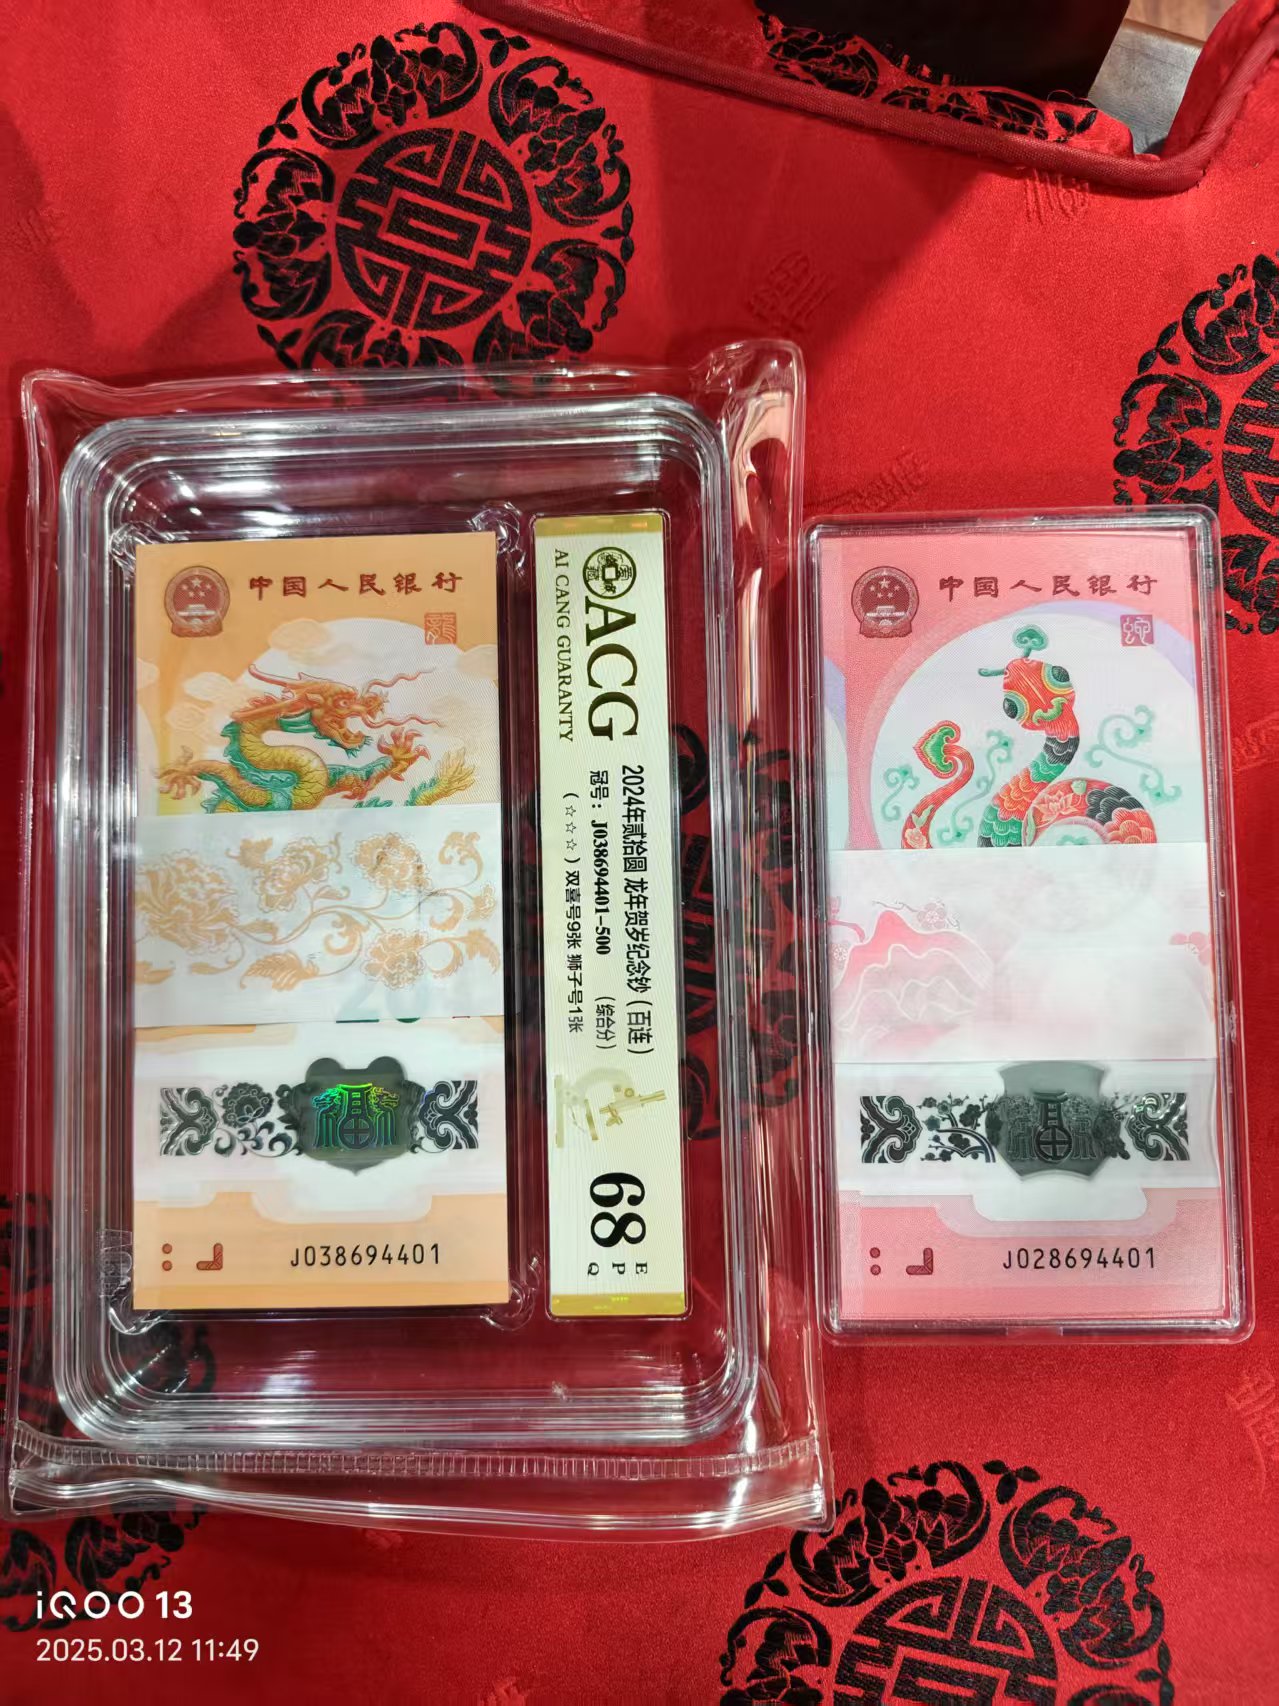 中国人民银行
龍
J038694401
ACG
AI CANG GUARANTY
2024年贰拾圆 龙年贺岁纪念钞（百连）
冠号：J038694401-500 （综合分）
（☆☆☆）双喜号9张 狮子号1张
68
E
P
Q
中国人民银行
蛇
J028694401
iQOO 13
2025.03.12 11:49